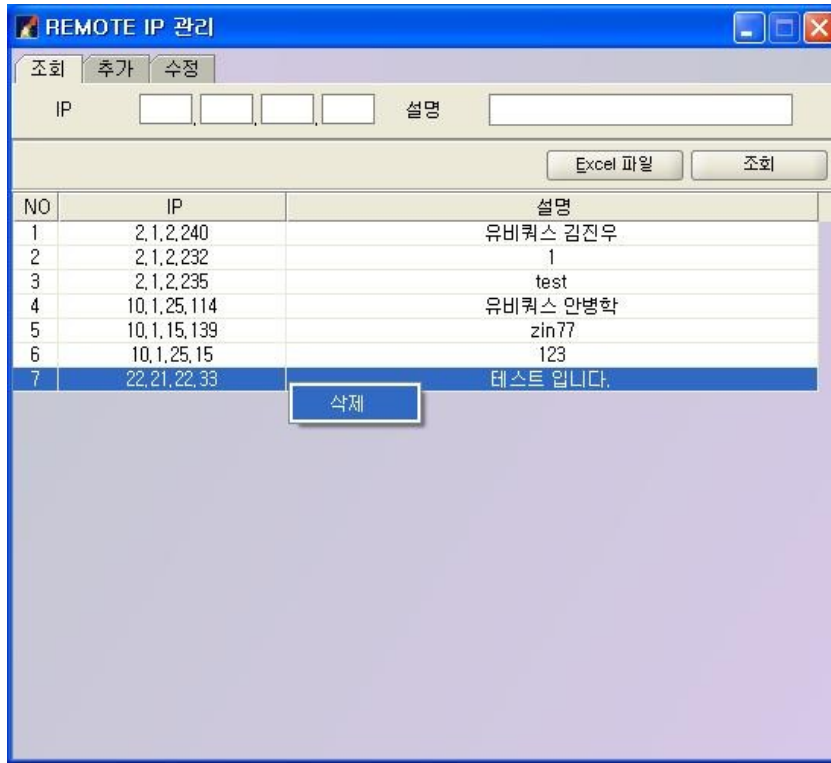 REMOTE IP 관리
조회 추가 수정
IP . . . 설명
Excel 파일 조회
NO IP 설명
1 2.1.2.240 유비쿼스 김진우
2 2.1.2.232 1
3 2.1.2.235 test
4 10.1.25.114 유비쿼스 안병학
5 10.1.15.139 zin77
6 10.1.25.15 123
7 22.21.22.33 테스트 입니다.
삭제